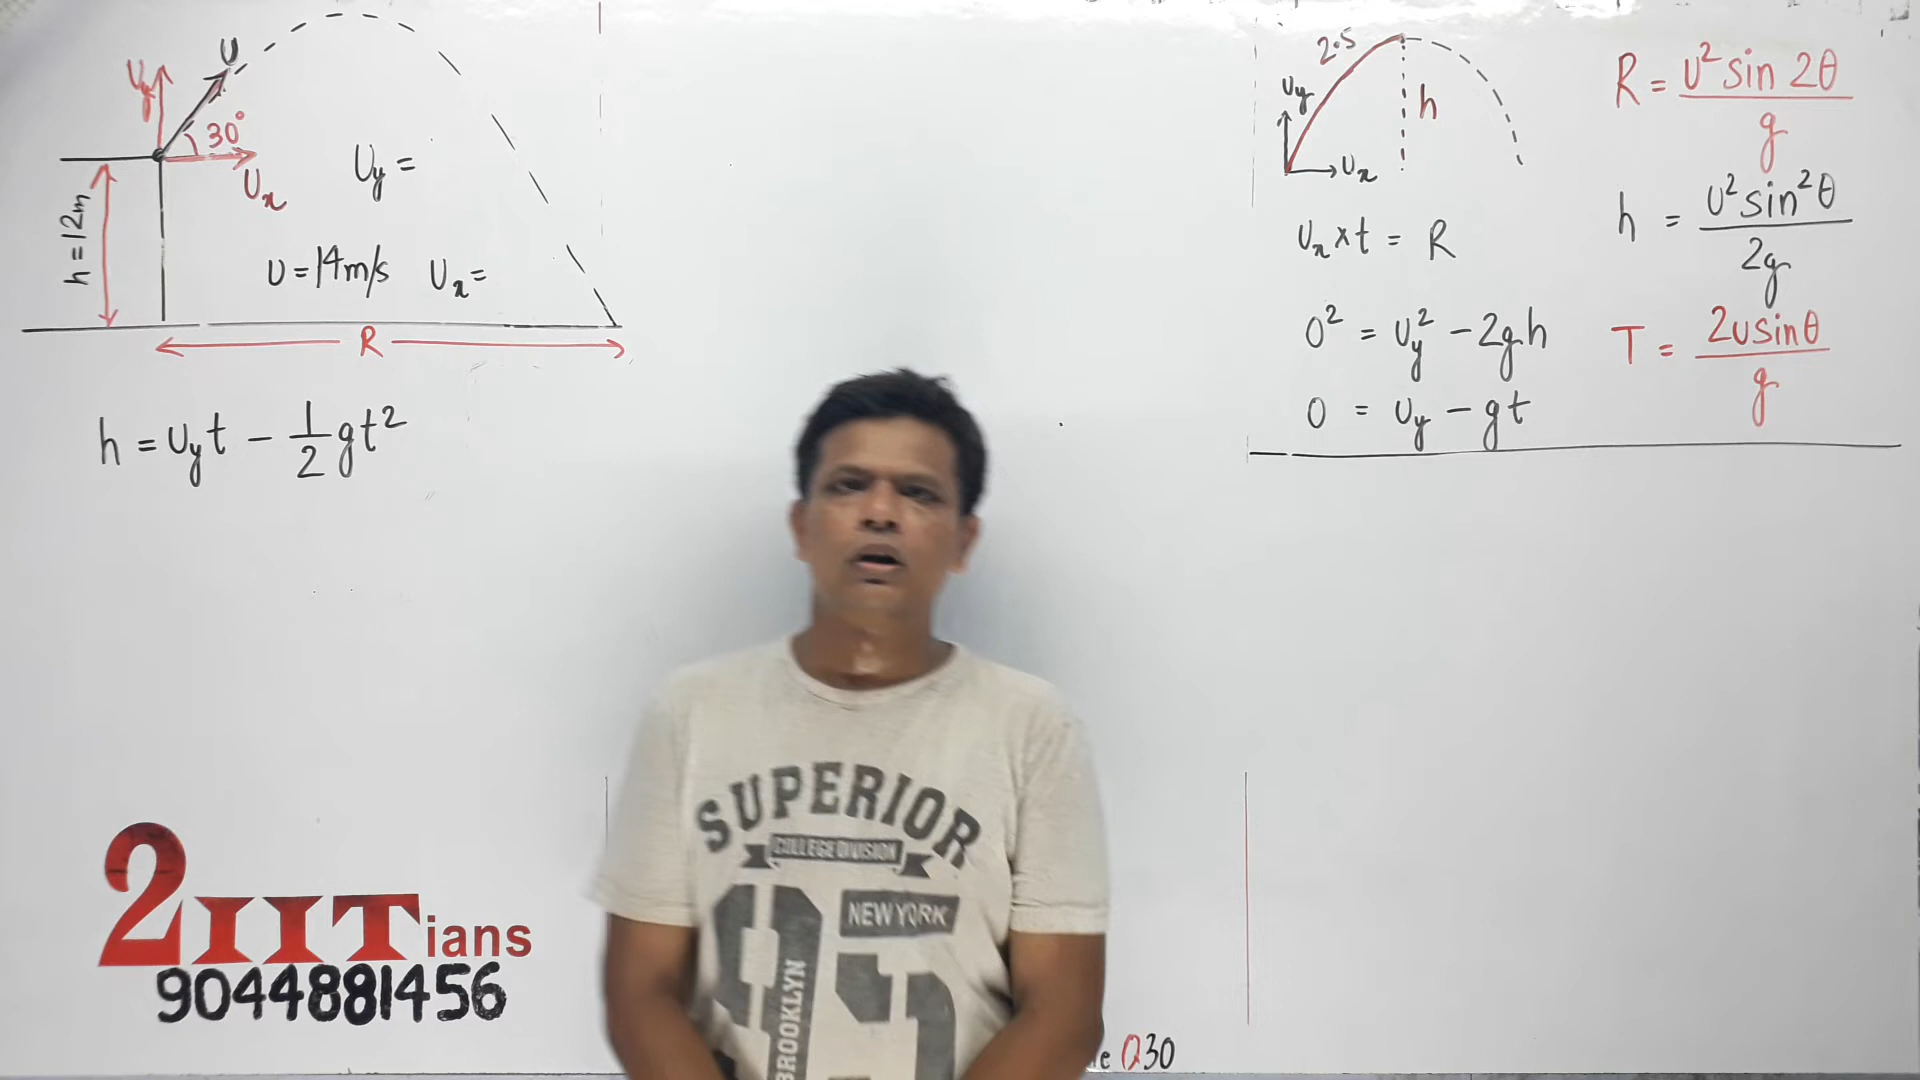 U
Uy
30°
Ux
h=12m
Uy =
U=14m/s Ux=
R
h = Uyt - 1/2 gt²
2.5
Uy
h
Ux
Ux×t = R
0² = Uy² - 2gh
0 = Uy - gt
R = U² sin 2θ / g
h = U² sin²θ / 2g
T = 2U sinθ / g
SUPERIOR
COLLEGE DIVISION
NEW YORK
BROOKLYN
2IITians
9044881456
Q30